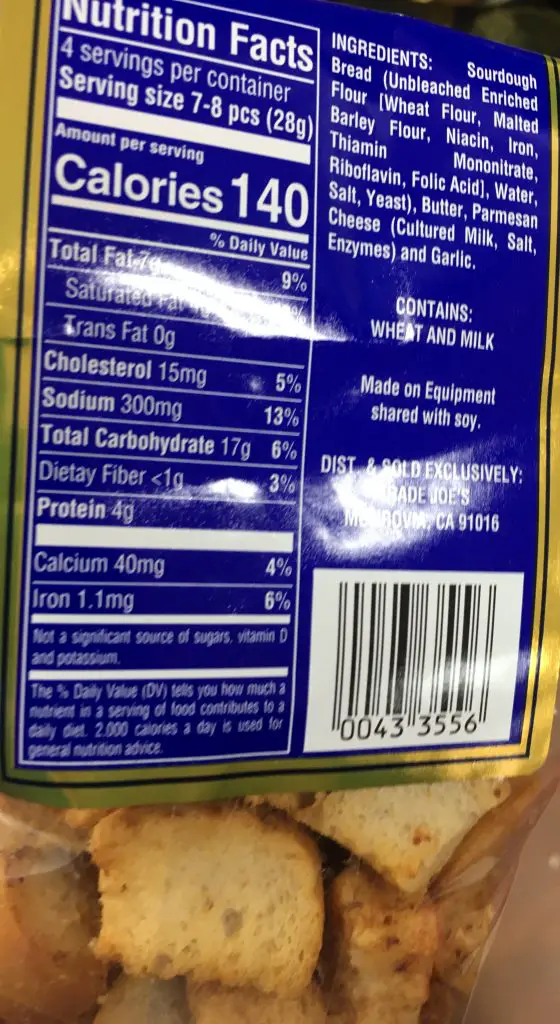 Nutrition Facts
4 servings per container
Serving size 7-8 pcs (28g)
Amount per serving
Calories 140
% Daily Value
Total Fat 7g 9%
Saturated Fat
Trans Fat 0g
Cholesterol 15mg 5%
Sodium 300mg 13%
Total Carbohydrate 17g 6%
Dietay Fiber <1g 3%
Protein 4g
Calcium 40mg 4%
Iron 1.1mg 6%
Not a significant source of sugars, vitamin D
and potassium.
The % Daily Value (DV) tells you how much a
nutrient in a serving of food contributes to a
daily diet. 2,000 calories a day is used for
general nutrition advice.
INGREDIENTS: Sourdough
Bread (Unbleached Enriched
Flour [Wheat Flour, Malted
Barley Flour, Niacin, Iron,
Thiamin Mononitrate,
Riboflavin, Folic Acid], Water,
Salt, Yeast), Butter, Parmesan
Cheese (Cultured Milk, Salt,
Enzymes) and Garlic.
CONTAINS:
WHEAT AND MILK
Made on Equipment
shared with soy.
DIST. & SOLD EXCLUSIVELY:
TRADE JOE'S
MONROVIA, CA 91016
0043 3556